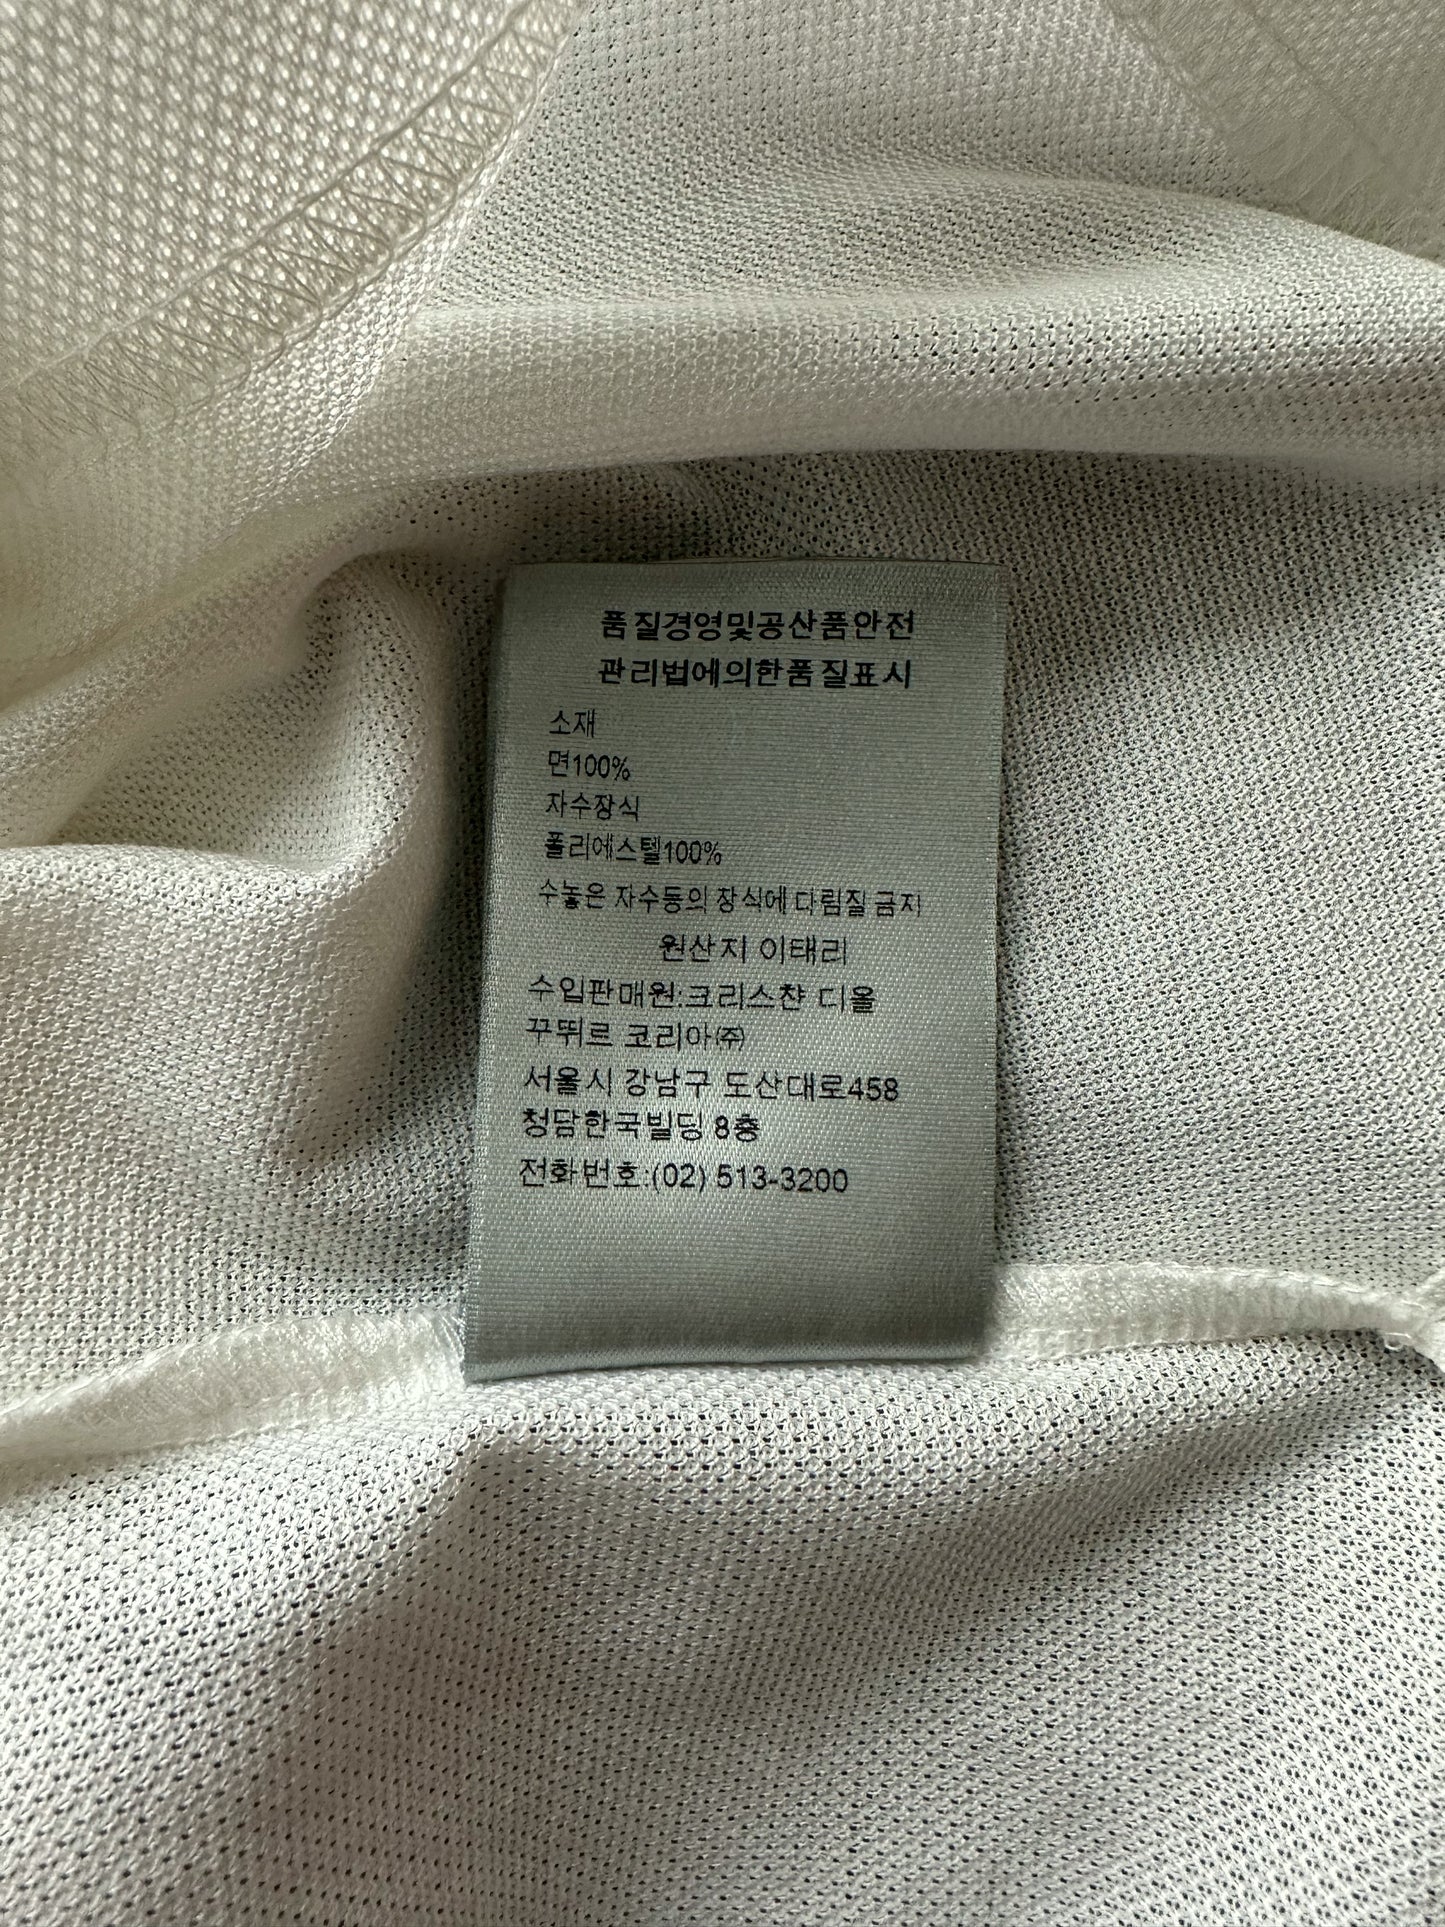 품질경영및공산품안전
관리법에의한품질표시
소재
면100%
자수장식
폴리에스텔100%
수놓은 자수등의 장식에 다림질 금지
원산지 이태리
수입판매원:크리스챤 디올
꾸뛰르 코리아㈜
서울시 강남구 도산대로458
청담한국빌딩 8층
전화번호:(02) 513-3200